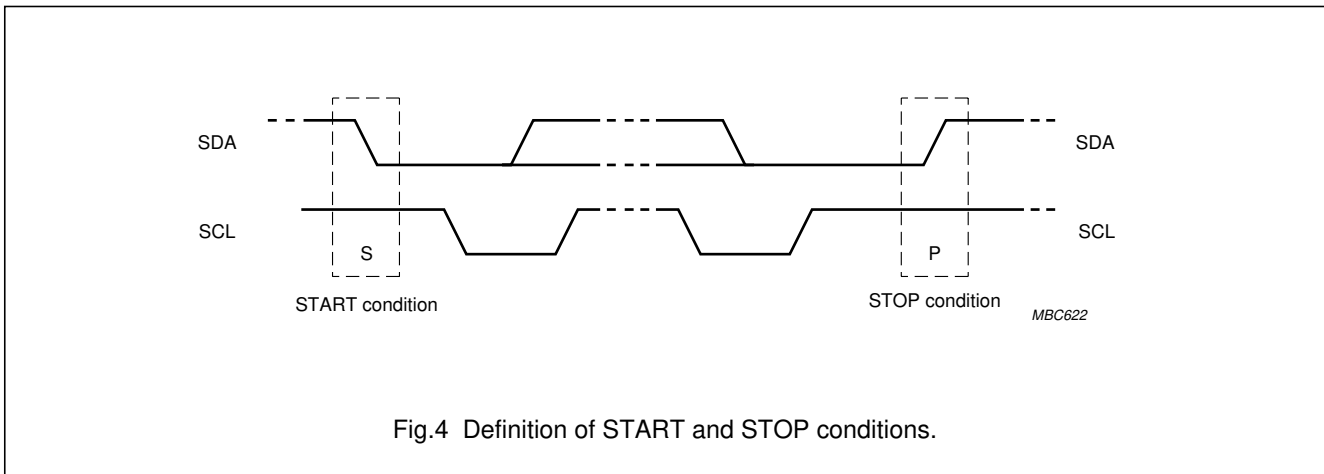 SDA
SDA
SCL
SCL
S
P
START condition
STOP condition
MBC622
Fig.4 Definition of START and STOP conditions.